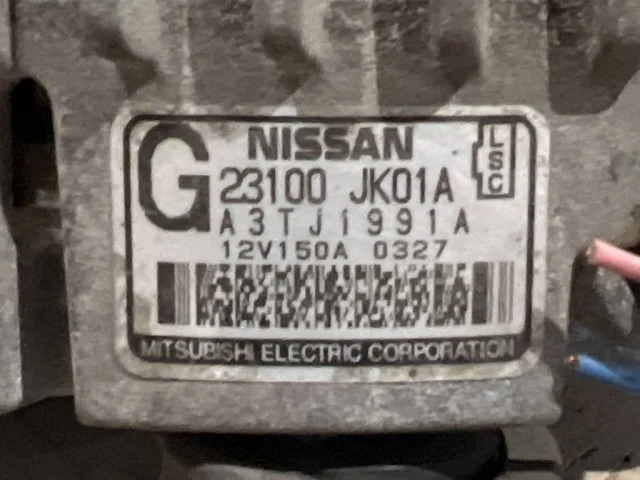 G
NISSAN
LSC
23100 JK01A
A3TJ1991A
12V150A 0327
MITSUBISHI ELECTRIC CORPORATION